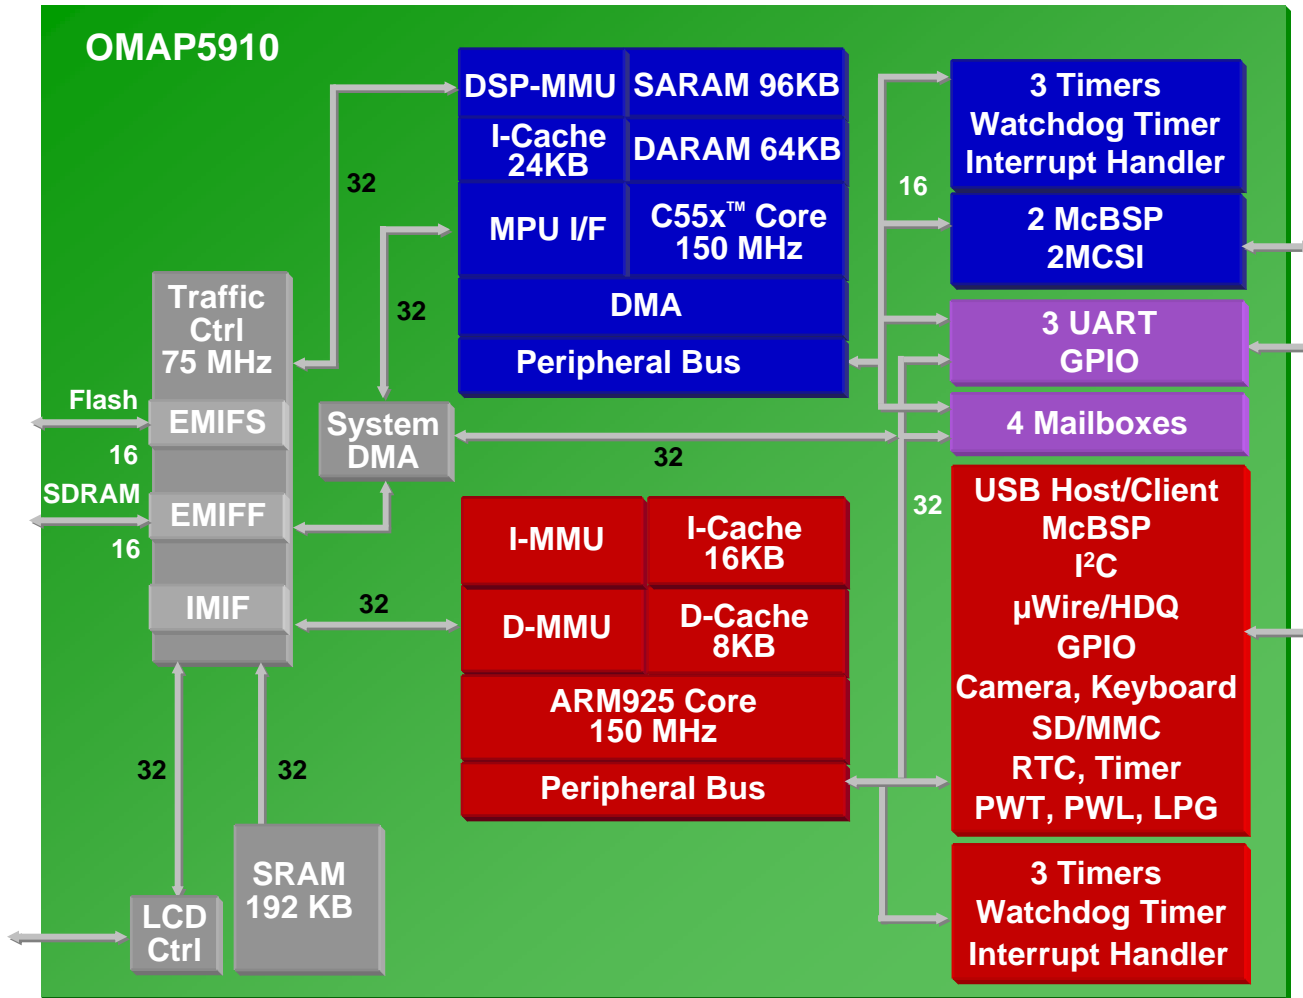 OMAP5910
DSP-MMU
SARAM 96KB
I-Cache
24KB
DARAM 64KB
MPU I/F
C55x™ Core
150 MHz
DMA
Peripheral Bus
32
32
3 Timers
Watchdog Timer
Interrupt Handler
16
2 McBSP
2MCSI
3 UART
GPIO
4 Mailboxes
Traffic
Ctrl
75 MHz
Flash
EMIFS
16
SDRAM
EMIFF
16
IMIF
System
DMA
32
32
I-MMU
I-Cache
16KB
D-MMU
D-Cache
8KB
ARM925 Core
150 MHz
Peripheral Bus
32
USB Host/Client
McBSP
I²C
µWire/HDQ
GPIO
Camera, Keyboard
SD/MMC
RTC, Timer
PWT, PWL, LPG
3 Timers
Watchdog Timer
Interrupt Handler
32
32
SRAM
192 KB
LCD
Ctrl